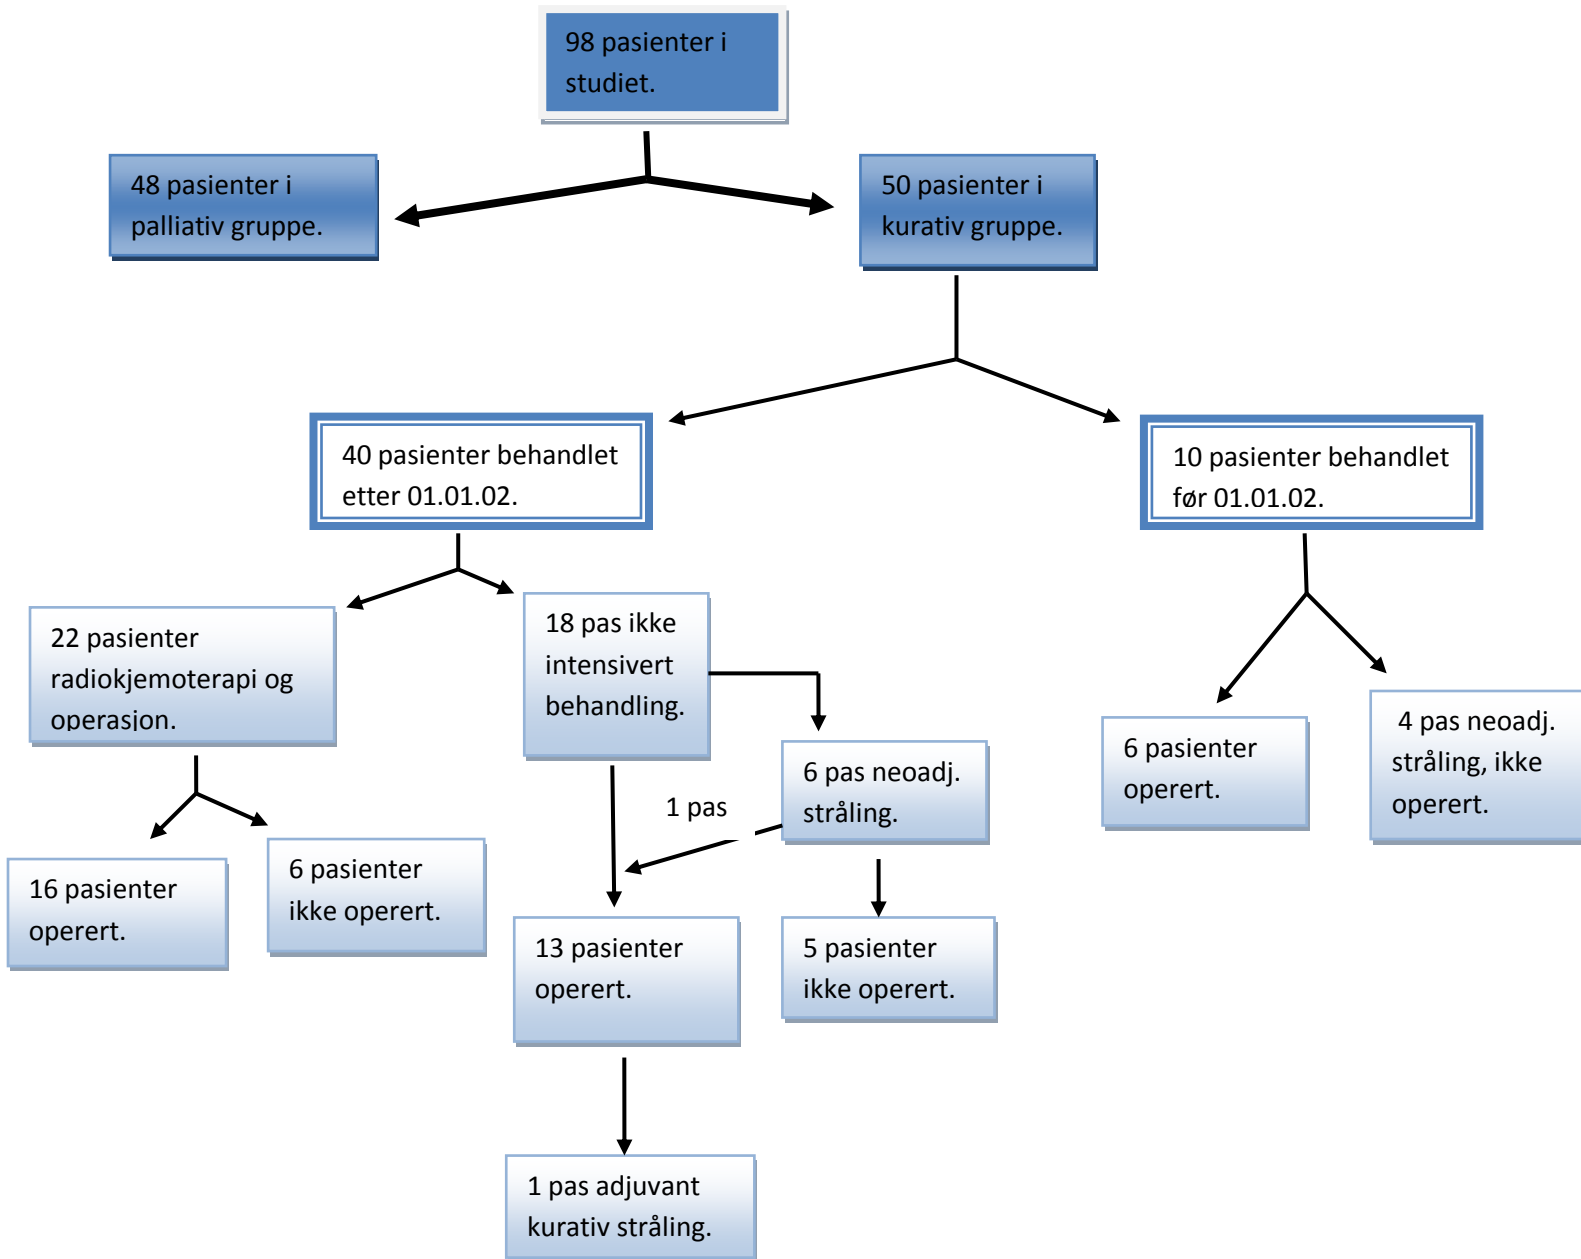 98 pasienter i
studiet.
48 pasienter i
palliativ gruppe.
50 pasienter i
kurativ gruppe.
40 pasienter behandlet
etter 01.01.02.
10 pasienter behandlet
før 01.01.02.
22 pasienter
radiokjemoterapi og
operasjon.
18 pas ikke
intensivert
behandling.
6 pasienter
operert.
4 pas neoadj.
stråling, ikke
operert.
6 pas neoadj.
stråling.
1 pas
16 pasienter
operert.
6 pasienter
ikke operert.
13 pasienter
operert.
5 pasienter
ikke operert.
1 pas adjuvant
kurativ stråling.